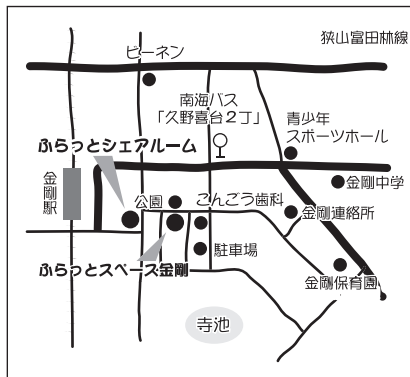 狭山富田林線
ビーネン
南海バス
「久野喜台2丁」
青少年
スポーツホール
ふらっとシェアルーム
金剛駅
公園
こんごう歯科
金剛中学
金剛連絡所
駐車場
ふらっとスペース金剛
金剛保育園
寺池